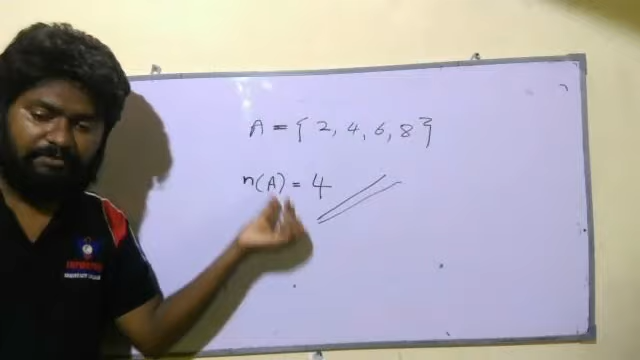 A = { 2, 4, 6, 8 }
n(A) = 4